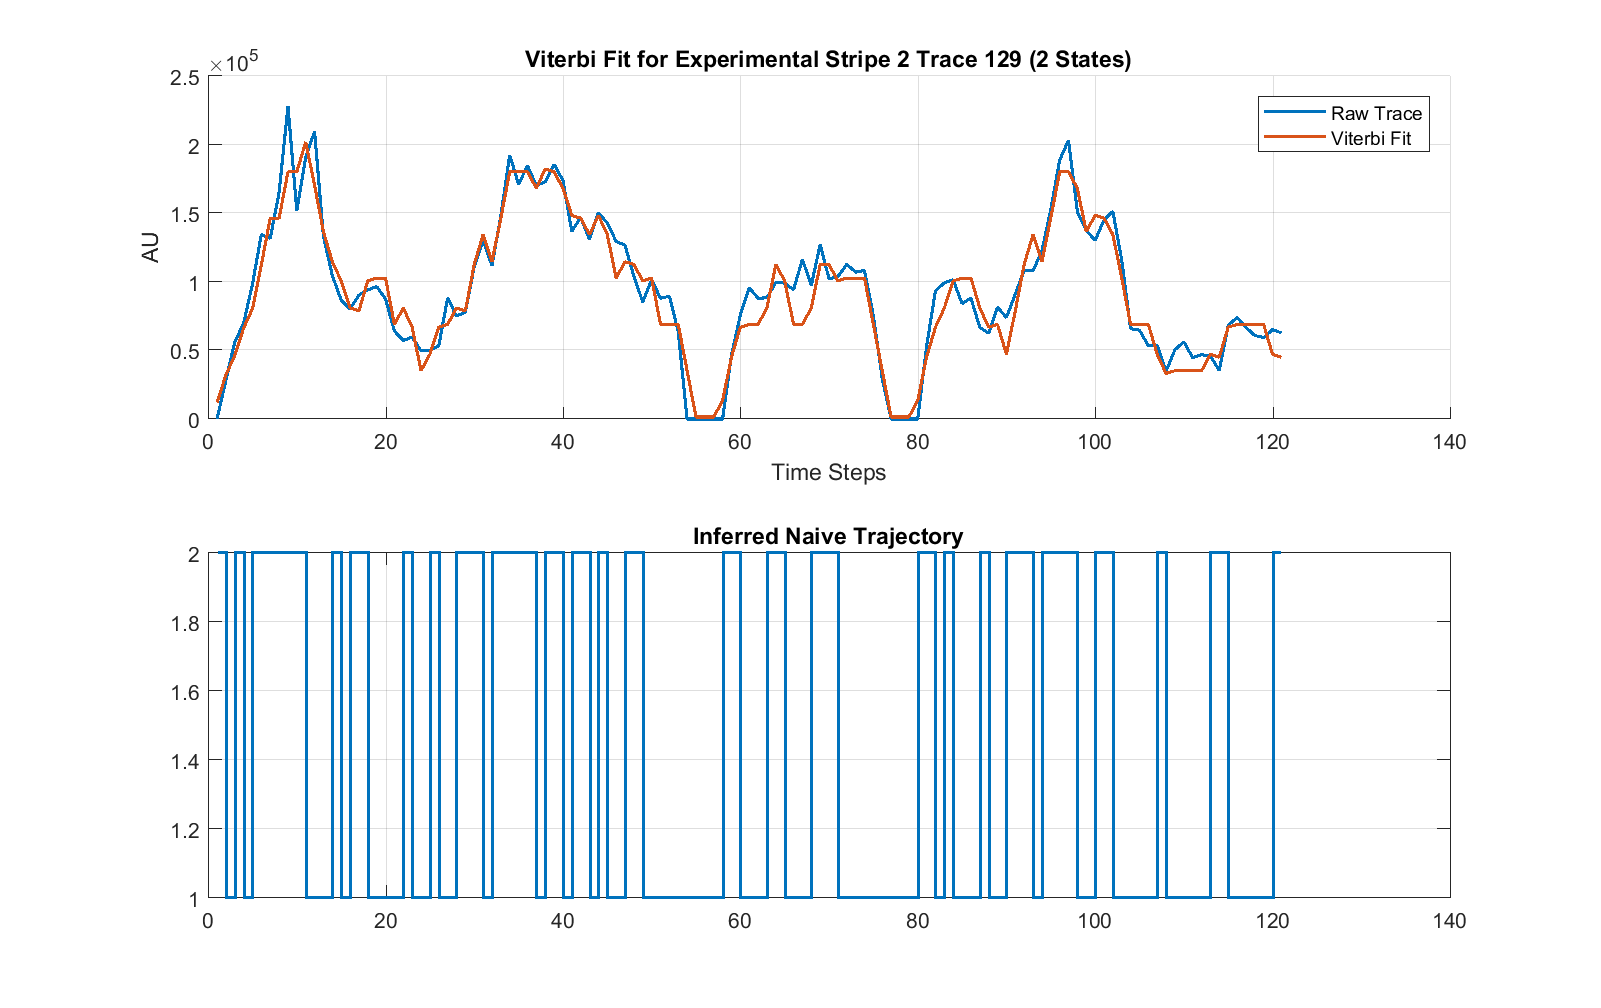 Viterbi Fit for Experimental Stripe 2 Trace 129 (2 States)
×10^5
2.5
2
1.5
1
0.5
0
AU
Raw Trace
Viterbi Fit
0 20 40 60 80 100 120 140
Time Steps
Inferred Naive Trajectory
2
1.8
1.6
1.4
1.2
1
0 20 40 60 80 100 120 140